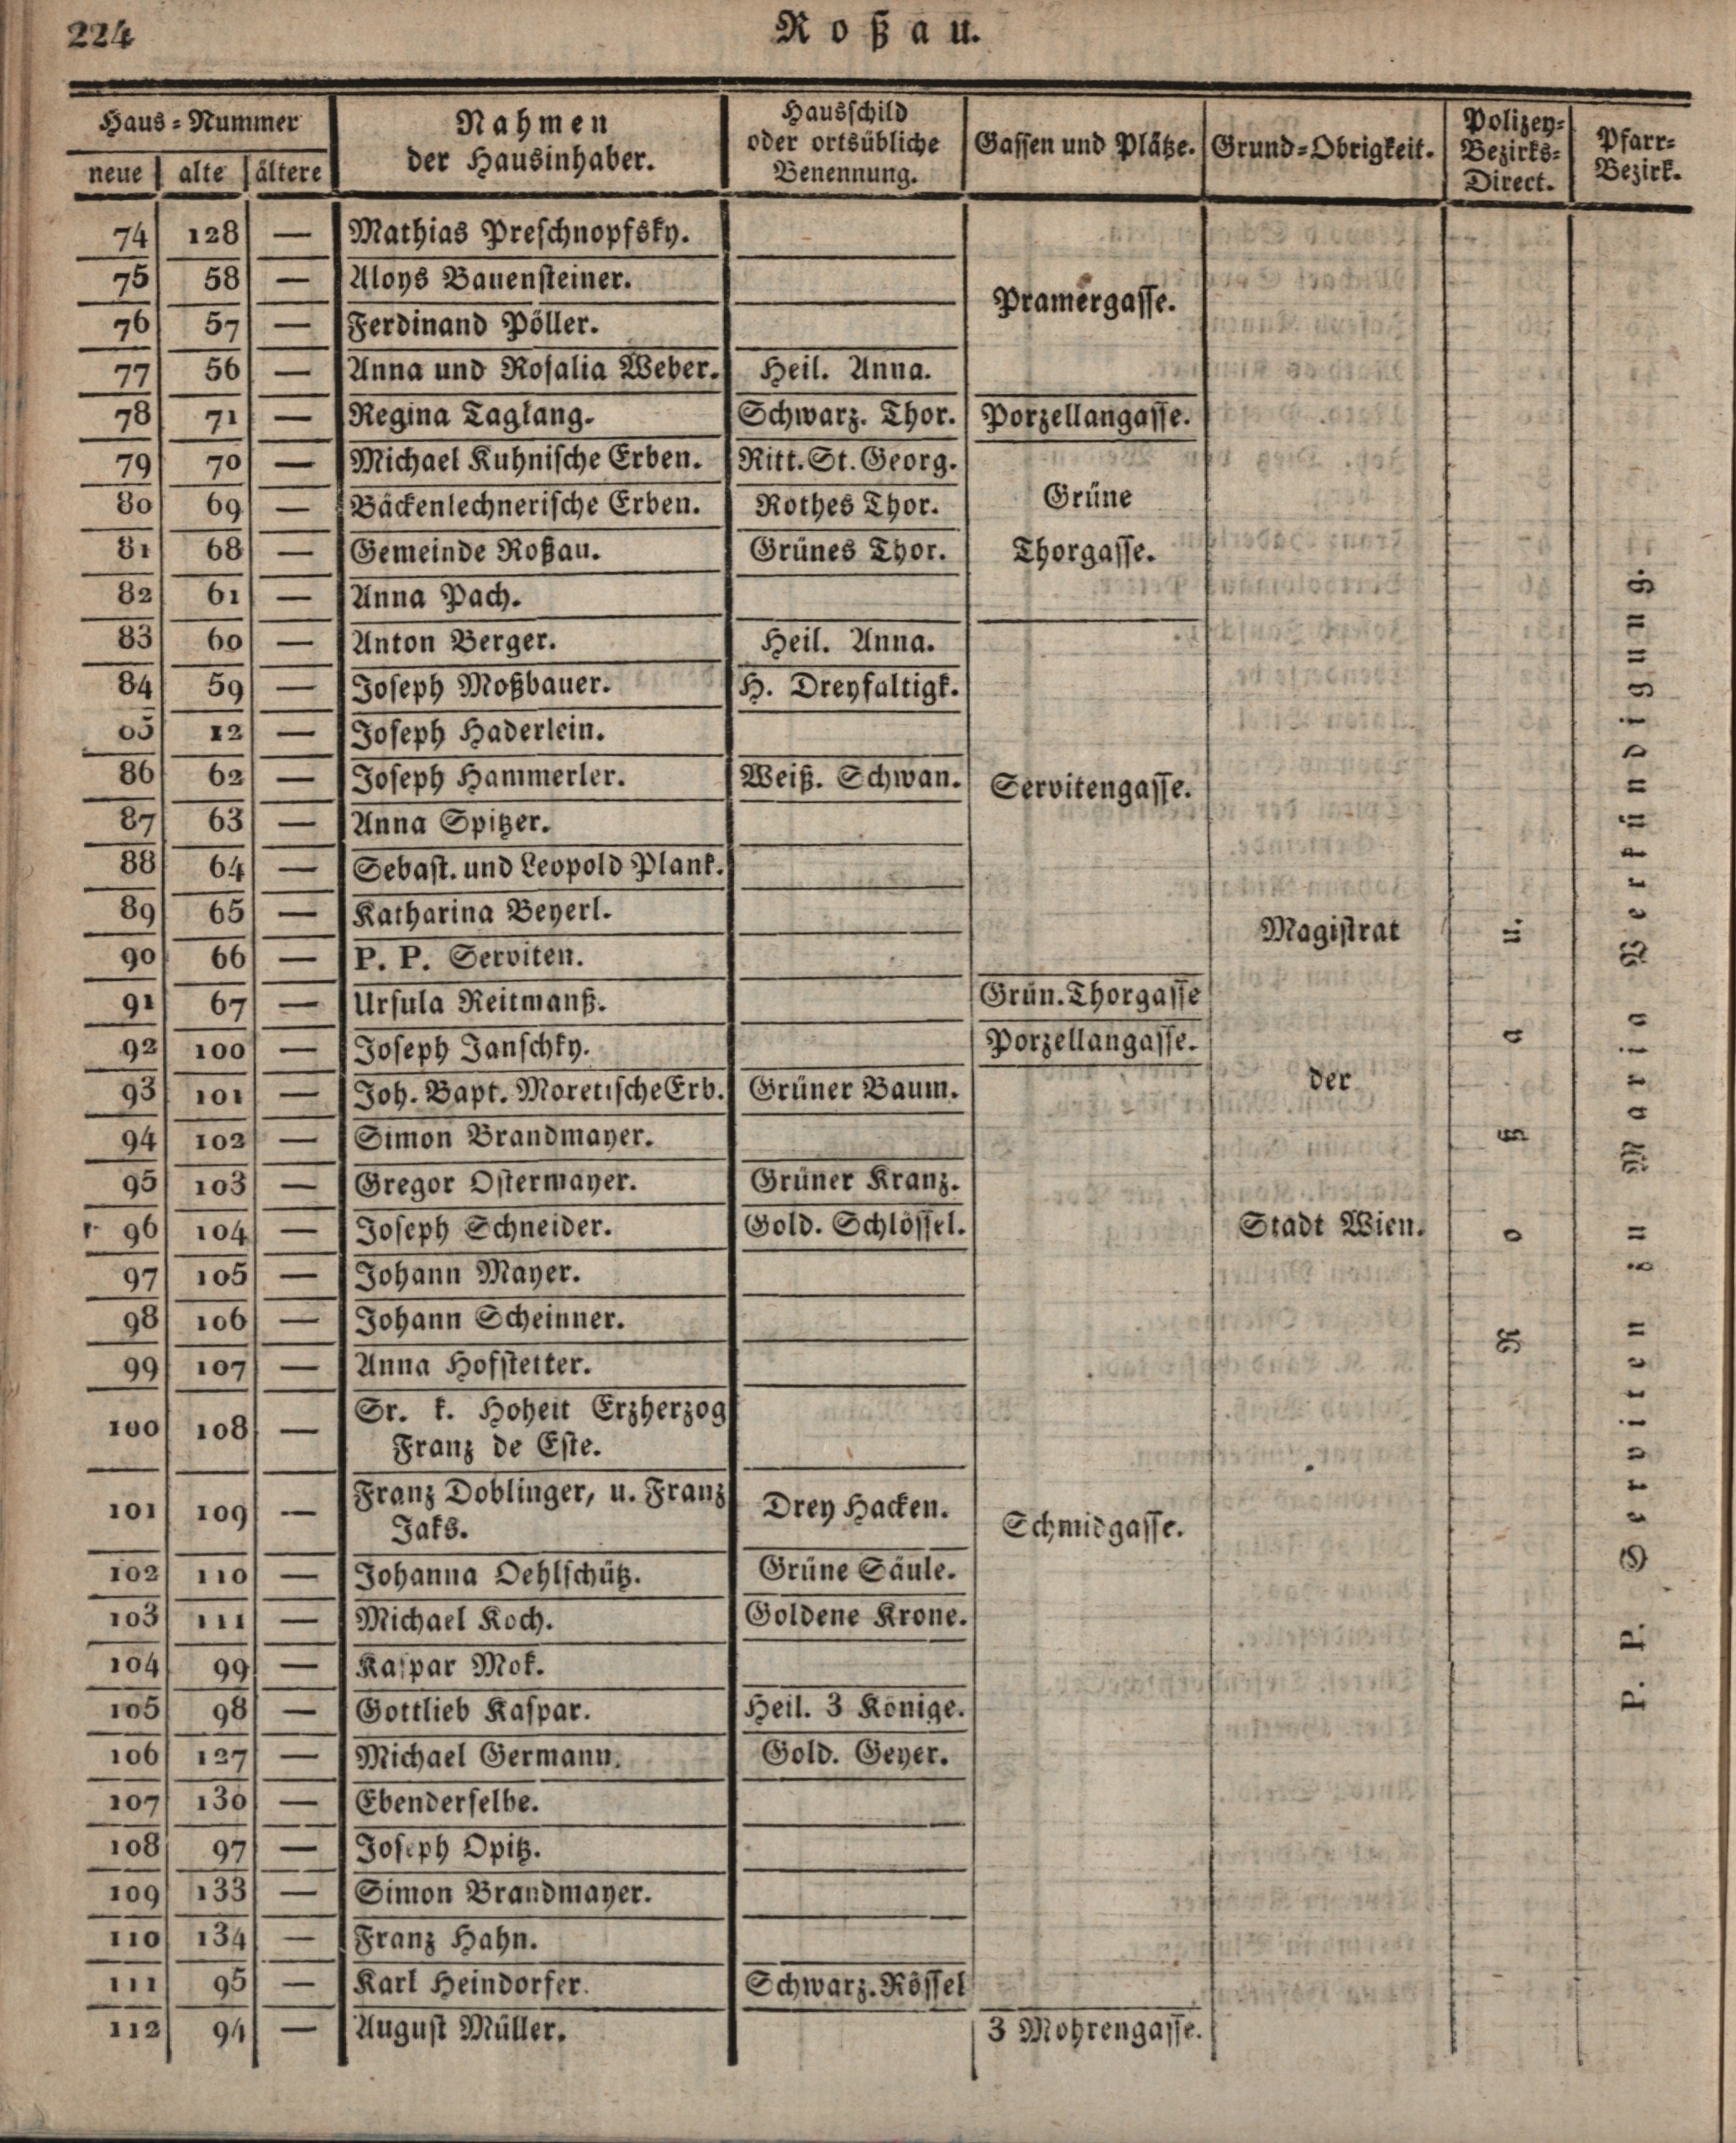 224
Roßau.
Haus-Nummer
neue alte ältere
Nahmen
der Hausinhaber.
Hausschild
oder ortsübliche
Benennung.
Gassen und Plätze.
Grund-Obrigkeit.
Polizey-
Bezirks-
Direct.
Pfarr-
Bezirk.
74 128 — Mathias Preschnopfsky.
75 58 — Aloys Bauensteiner.
Pramergasse.
76 57 — Ferdinand Pöller.
77 56 — Anna und Rosalia Weber. Heil. Anna.
78 71 — Regina Taglang. Schwarz. Thor. Porzellangasse.
79 70 — Michael Kuhnische Erben. Ritt. St. Georg.
80 69 — Bäckenlechnerische Erben. Rothes Thor. Grüne
81 68 — Gemeinde Roßau. Grünes Thor. Thorgasse.
82 61 — Anna Pach.
83 60 — Anton Berger. Heil. Anna.
84 59 — Joseph Moßbauer. H. Dreyfaltigk.
85 12 — Joseph Haderlein.
86 62 — Joseph Hammerler. Weiß. Schwan. Servitengasse.
87 63 — Anna Spitzer.
88 64 — Sebast. und Leopold Plank.
89 65 — Katharina Beyerl. Magistrat
90 66 — P. P. Serviten.
91 67 — Ursula Reitmanß. Grün. Thorgasse
92 100 — Joseph Janschky. Porzellangasse.
93 101 — Joh. Bapt. Moretische Erb. Grüner Baum. der
94 102 — Simon Brandmayer.
95 103 — Gregor Ostermayer. Grüner Kranz.
96 104 — Joseph Schneider. Gold. Schlössel. Stadt Wien.
97 105 — Johann Mayer.
98 106 — Johann Scheinner.
99 107 — Anna Hofstetter.
100 108 — Sr. k. Hoheit Erzherzog
Franz de Este.
101 109 — Franz Doblinger, u. Franz
Jaks. Drey Hacken. Schmidgasse.
102 110 — Johanna Oehlschütz. Grüne Säule.
103 111 — Michael Koch. Goldene Krone.
104 99 — Kaspar Mok.
105 98 — Gottlieb Kaspar. Heil. 3 Könige.
106 127 — Michael Germann. Gold. Geyer.
107 130 — Ebenderselbe.
108 97 — Joseph Opitz.
109 133 — Simon Brandmayer.
110 134 — Franz Hahn.
111 95 — Karl Heindorfer. Schwarz. Rössel
112 94 — August Müller. 3 Mohrengasse.
Roßau.
P. P. Serviten zu Maria Verkündigung.